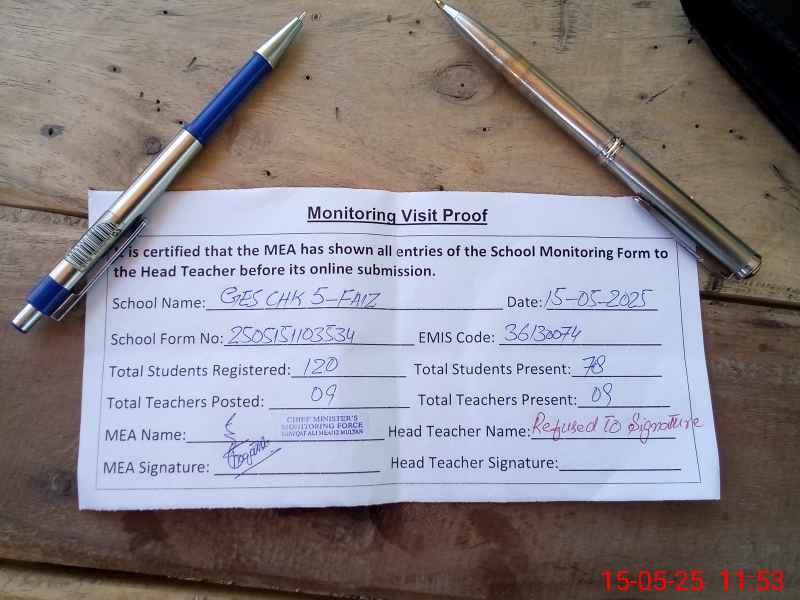 Monitoring Visit Proof
It is certified that the MEA has shown all entries of the School Monitoring Form to
the Head Teacher before its online submission.
School Name: GES CHK 5-FAIZ Date: 15-05-2025
School Form No: 2505151103534 EMIS Code: 36130074
Total Students Registered: 120 Total Students Present: 78
Total Teachers Posted: 09 Total Teachers Present: 09
CHIEF MINISTER'S
MEA Name: MONITORING FORCE Head Teacher Name: Refused To Signature
ALI MULTAN
MEA Signature: Head Teacher Signature:
15-05-25 11:53